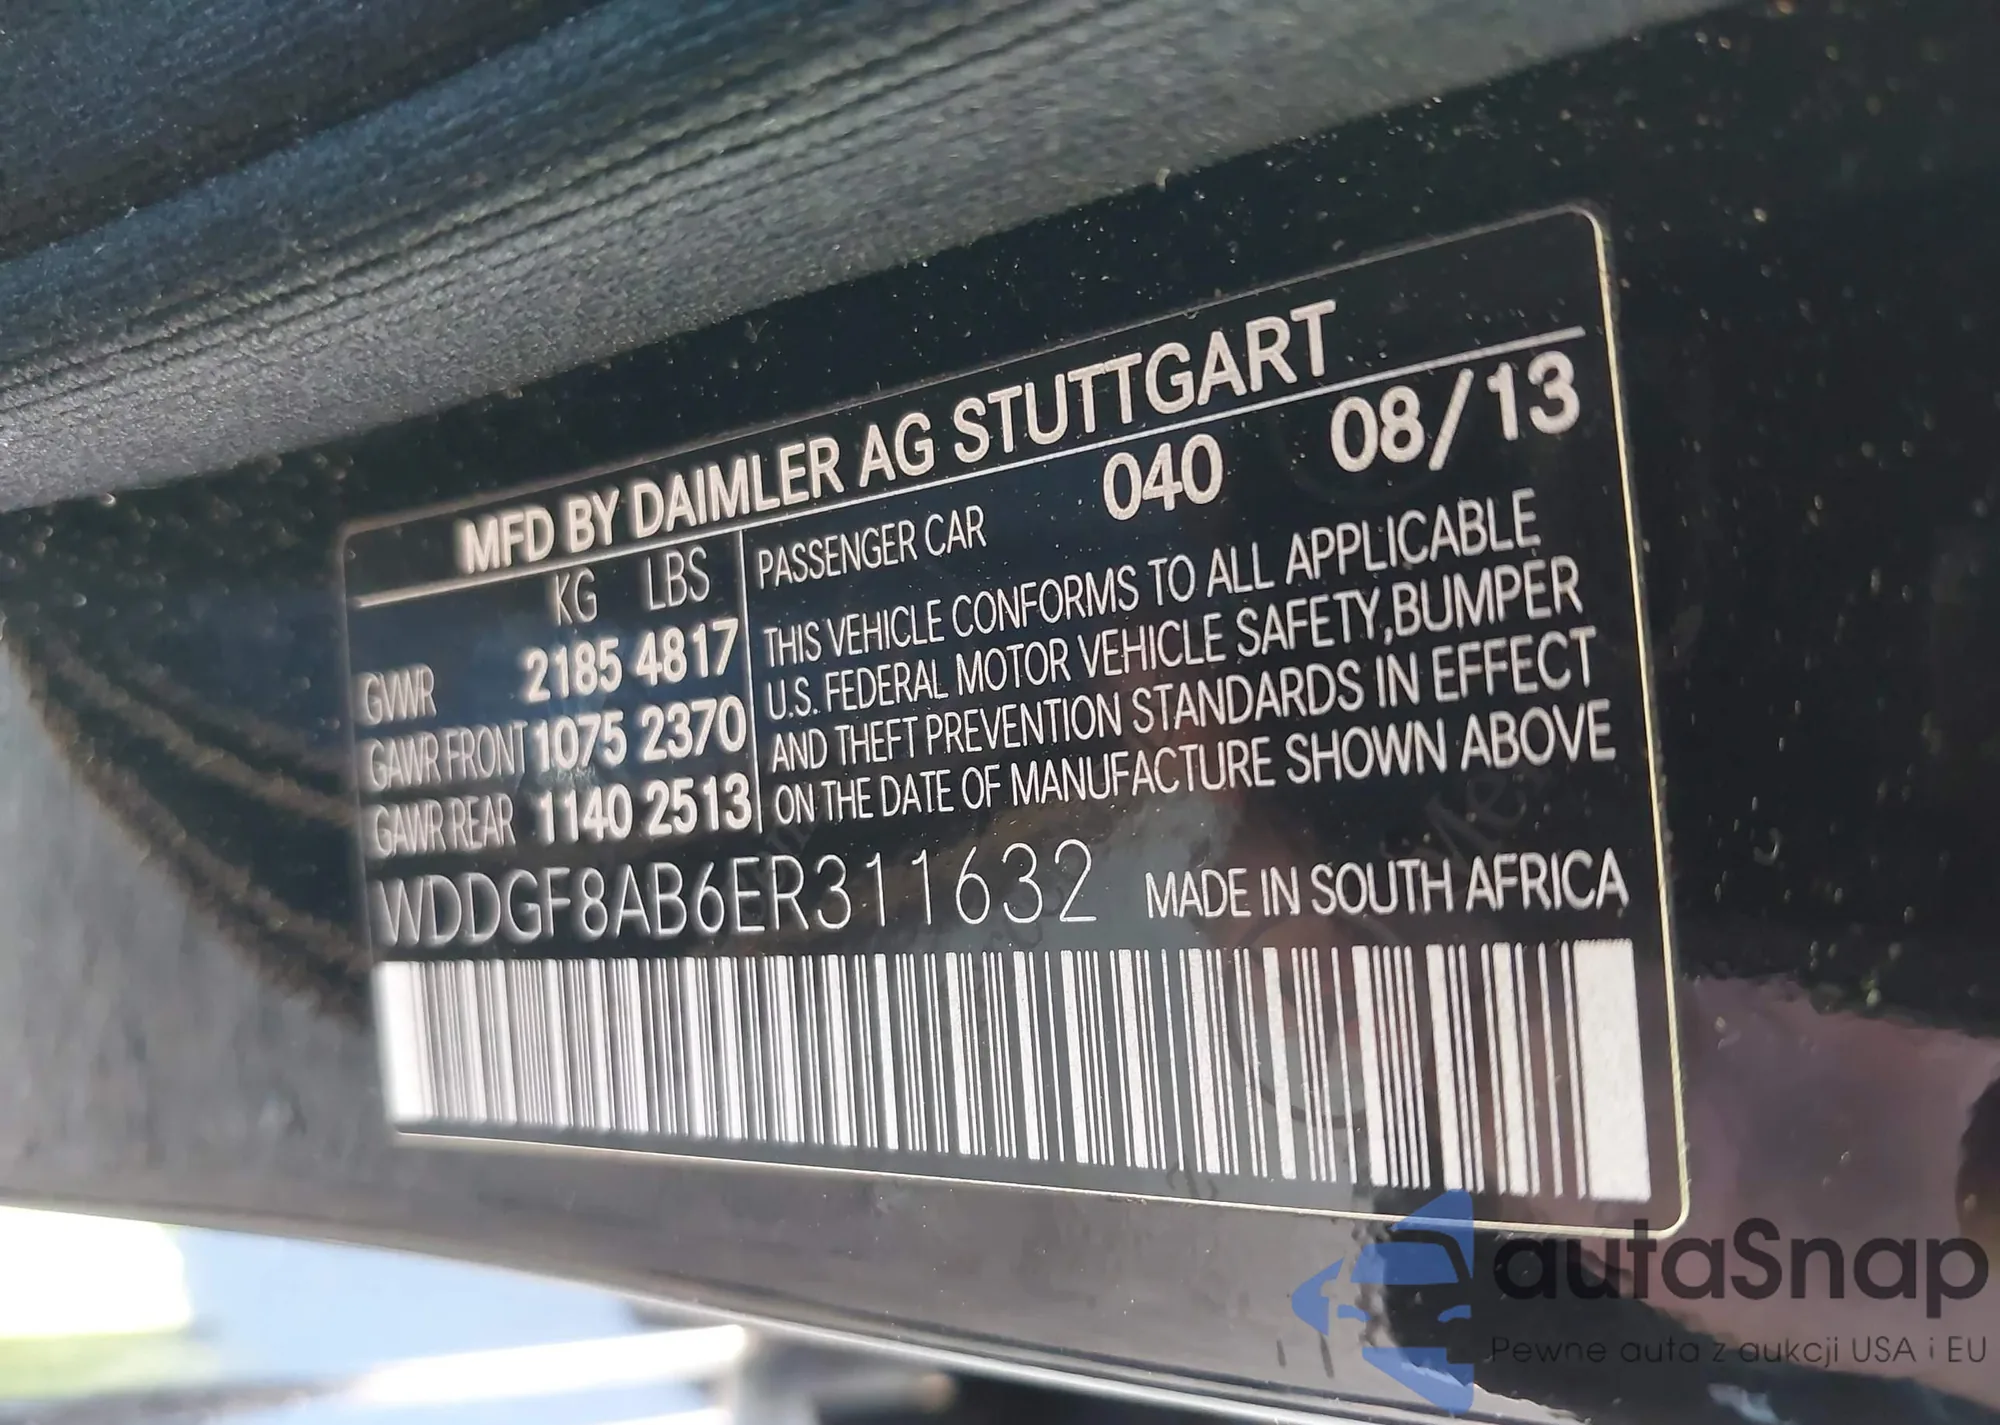 MFD BY DAIMLER AG STUTTGART
KG LBS
GVWR 2185 4817
GAWR FRONT 1075 2370
GAWR REAR 1140 2513
PASSENGER CAR 040 08/13
THIS VEHICLE CONFORMS TO ALL APPLICABLE
U.S. FEDERAL MOTOR VEHICLE SAFETY,BUMPER
AND THEFT PREVENTION STANDARDS IN EFFECT
ON THE DATE OF MANUFACTURE SHOWN ABOVE
WDDGF8AB6ER311632 MADE IN SOUTH AFRICA
autaSnap
Pewne auta z aukcji USA i EU